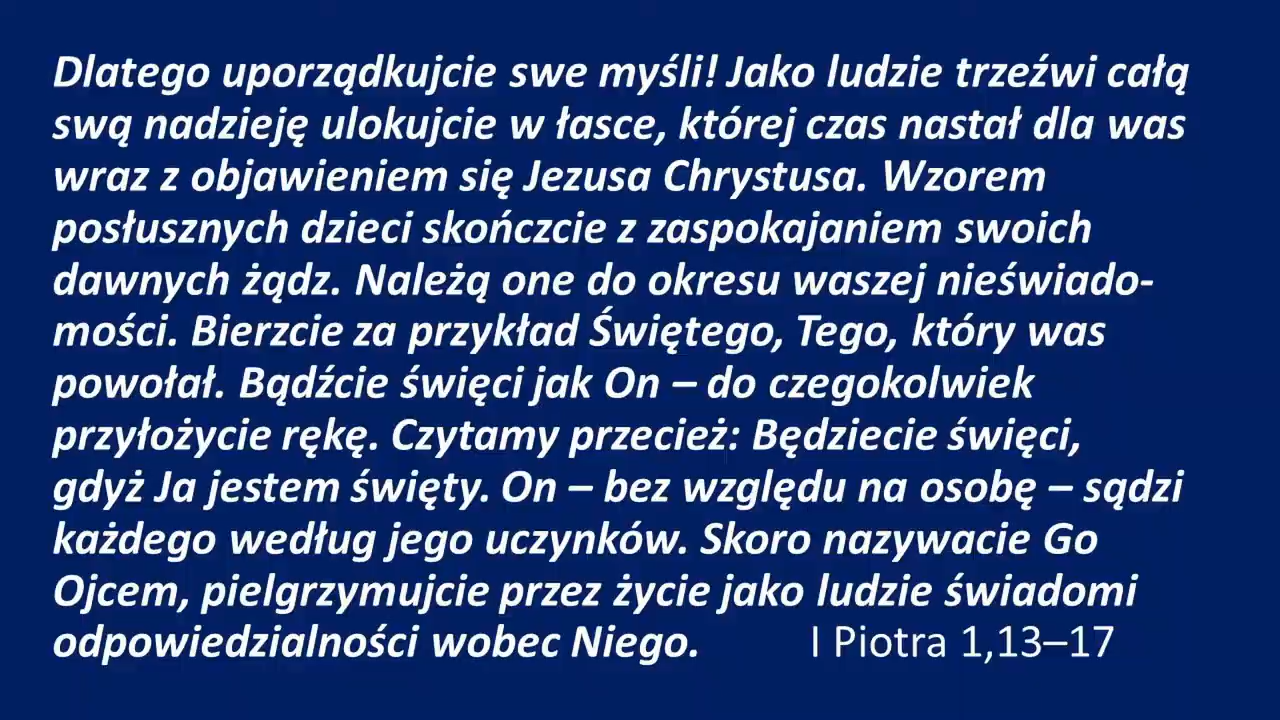 Dlatego uporządkujcie swe myśli! Jako ludzie trzeźwi całą
swą nadzieję ulokujcie w łasce, której czas nastał dla was
wraz z objawieniem się Jezusa Chrystusa. Wzorem
posłusznych dzieci skończcie z zaspokajaniem swoich
dawnych żądz. Należą one do okresu waszej nieświado-
mości. Bierzcie za przykład Świętego, Tego, który was
powołał. Bądźcie święci jak On – do czegokolwiek
przyłożycie rękę. Czytamy przecież: Będziecie święci,
gdyż Ja jestem święty. On – bez względu na osobę – sądzi
każdego według jego uczynków. Skoro nazywacie Go
Ojcem, pielgrzymujcie przez życie jako ludzie świadomi
odpowiedzialności wobec Niego. I Piotra 1,13–17